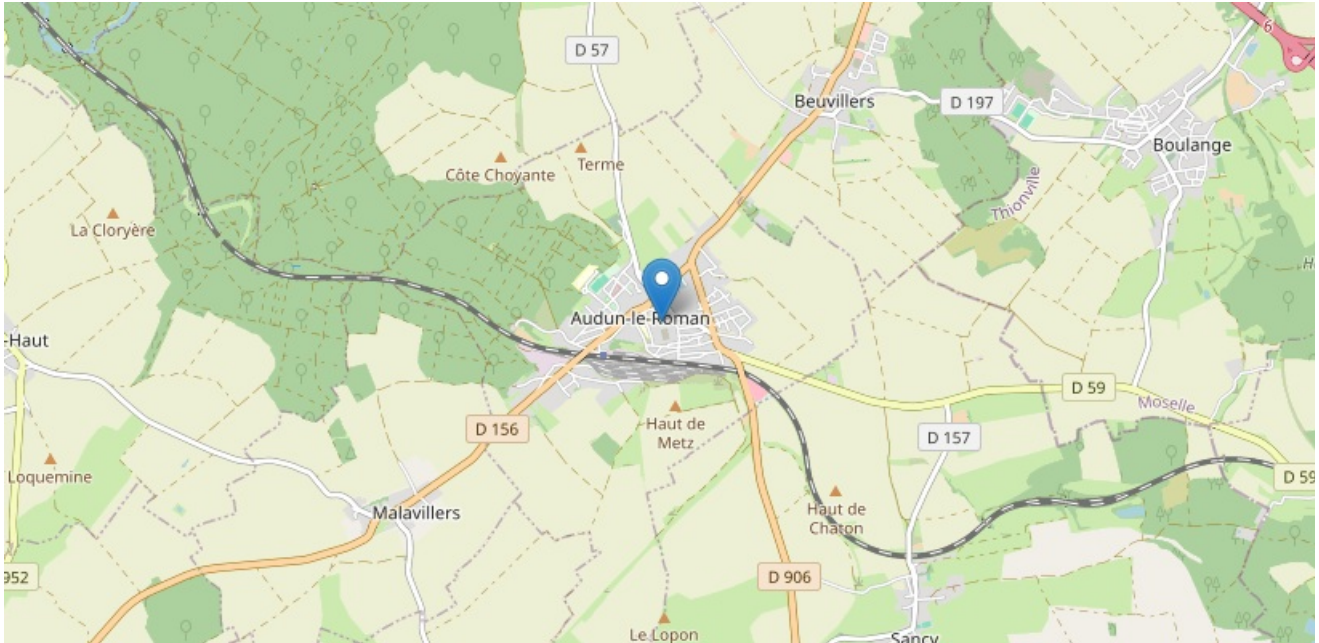 6
D 57
Beuvillers
D 197
Boulange
Terme
Côte Choyante
Thionville
La Cloryère
Audun-le-Roman
-Haut
D 59
Moselle
Haut de
Metz
D 156
D 157
Loquemine
D 59
Haut de
Chaton
Malavillers
952
D 906
Le Lopon
Sancy